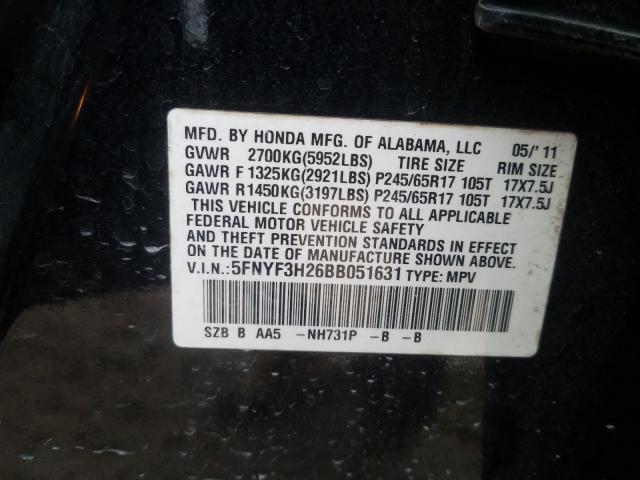 MFD. BY HONDA MFG. OF ALABAMA, LLC 05/'11
GVWR 2700KG(5952LBS) TIRE SIZE RIM SIZE
GAWR F 1325KG(2921LBS) P245/65R17 105T 17X7.5J
GAWR R1450KG(3197LBS) P245/65R17 105T 17X7.5J
THIS VEHICLE CONFORMS TO ALL APPLICABLE
FEDERAL MOTOR VEHICLE SAFETY
AND THEFT PREVENTION STANDARDS IN EFFECT
ON THE DATE OF MANUFACTURE SHOWN ABOVE.
V.I.N.:5FNYF3H26BB051631 TYPE: MPV
SZB B AA5 -NH731P -B -B